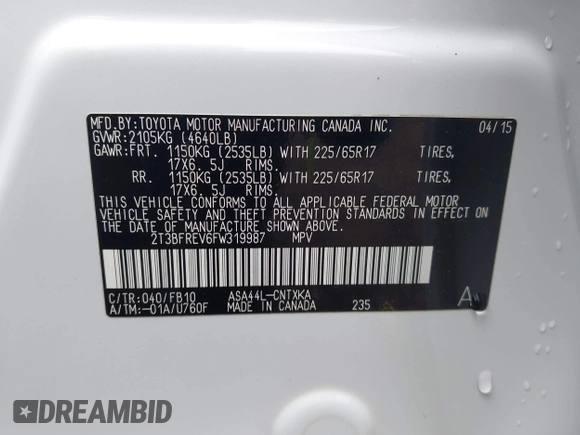 MFD.BY:TOYOTA MOTOR MANUFACTURING CANADA INC. 04/15
GVWR:2105KG (4640LB)
GAWR:FRT. 1150KG (2535LB) WITH 225/65R17 TIRES,
17X6. 5J RIMS.
RR. 1150KG (2535LB) WITH 225/65R17 TIRES,
17X6. 5J RIMS.
THIS VEHICLE CONFORMS TO ALL APPLICABLE FEDERAL MOTOR
VEHICLE SAFETY AND THEFT PREVENTION STANDARDS IN EFFECT ON
THE DATE OF MANUFACTURE SHOWN ABOVE.
2T3BFREV6FW319987 MPV
C/TR:040/FB10 ASA44L-CNTXKA
A/TM:-01A/U760F MADE IN CANADA 235 A
DREAMBID